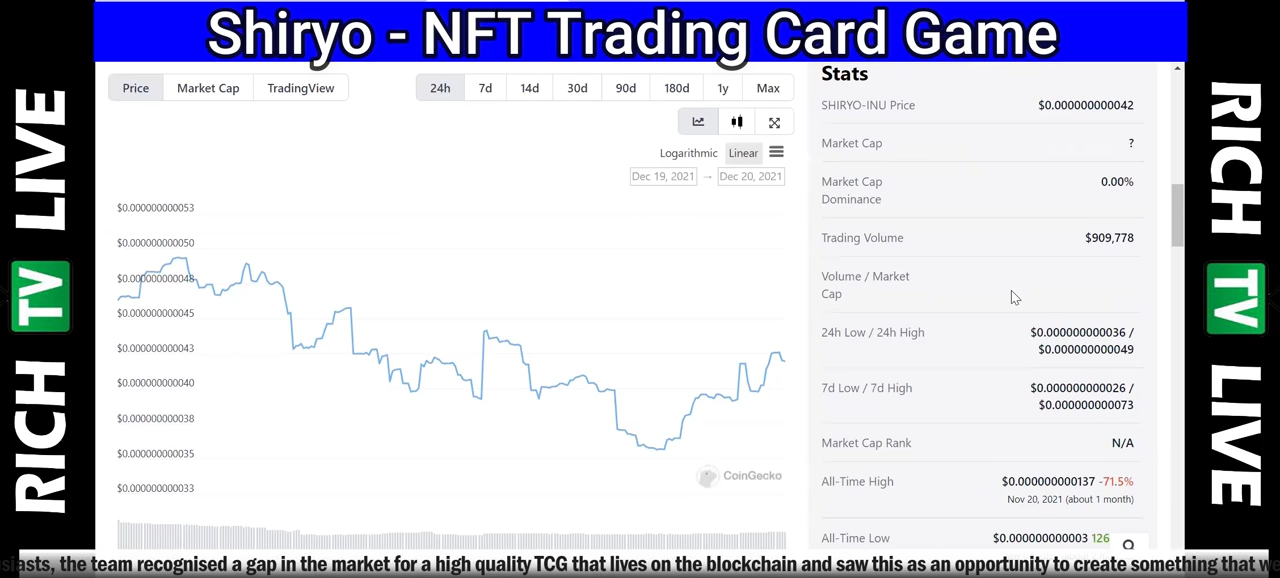 Shiryo - NFT Trading Card Game
RICH TV LIVE
Price Market Cap TradingView
24h 7d 14d 30d 90d 180d 1y Max
Logarithmic Linear
Dec 19, 2021 → Dec 20, 2021
$0.000000000053
$0.000000000050
$0.000000000048
$0.000000000045
$0.000000000043
$0.000000000040
$0.000000000038
$0.000000000035
$0.000000000033
CoinGecko
Stats
SHIRYO-INU Price $0.000000000042
Market Cap ?
Market Cap 0.00%
Dominance
Trading Volume $909,778
Volume / Market
Cap
24h Low / 24h High $0.000000000036 /
$0.000000000049
7d Low / 7d High $0.000000000026 /
$0.000000000073
Market Cap Rank N/A
All-Time High $0.000000000137 -71.5%
Nov 20, 2021 (about 1 month)
All-Time Low $0.000000000003 126
RICH TV LIVE
siasts, the team recognised a gap in the market for a high quality TCG that lives on the blockchain and saw this as an opportunity to create something that w